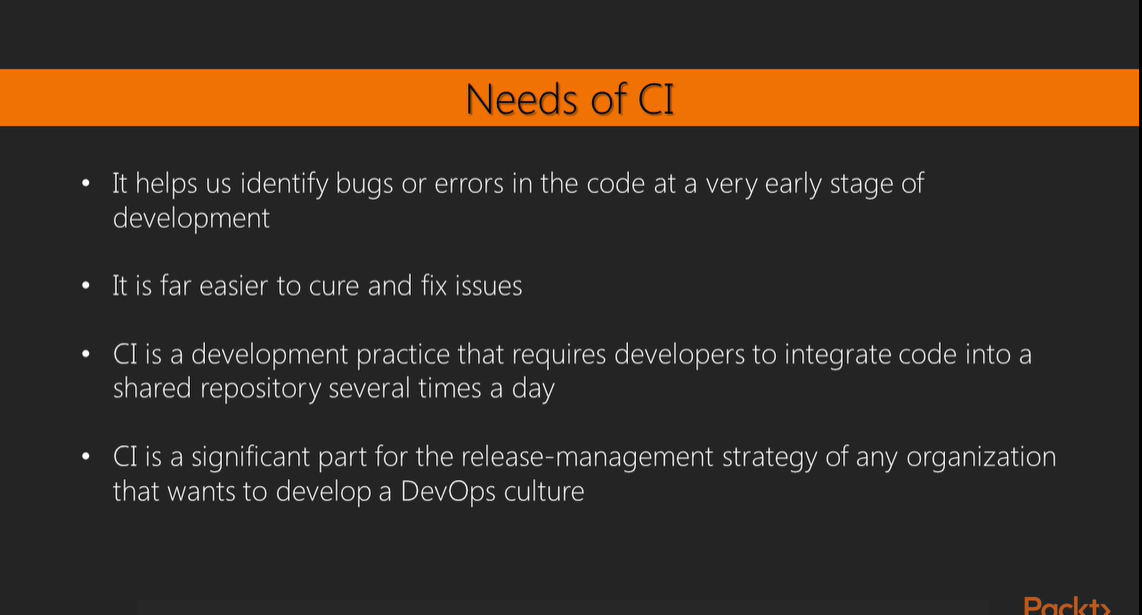 Needs of CI
• It helps us identify bugs or errors in the code at a very early stage of
development
• It is far easier to cure and fix issues
• CI is a development practice that requires developers to integrate code into a
shared repository several times a day
• CI is a significant part for the release-management strategy of any organization
that wants to develop a DevOps culture
Packt>